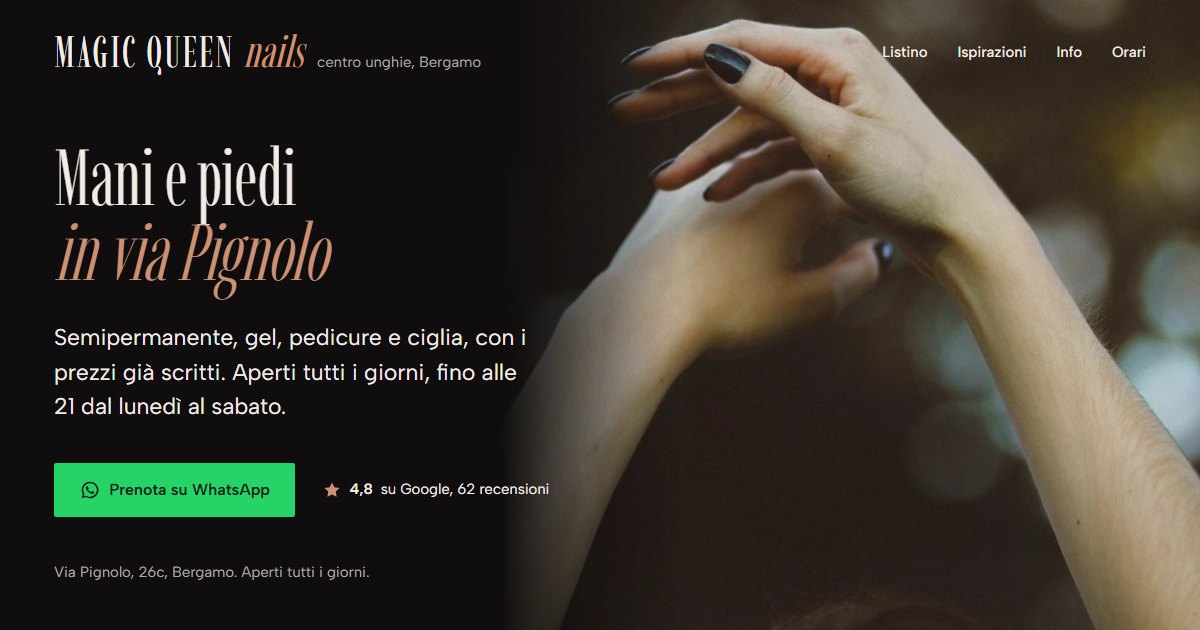 MAGIC QUEEN nails centro unghie, Bergamo
Listino Ispirazioni Info Orari
Mani e piedi
in via Pignolo
Semipermanente, gel, pedicure e ciglia, con i
prezzi già scritti. Aperti tutti i giorni, fino alle
21 dal lunedì al sabato.
Prenota su WhatsApp
4,8 su Google, 62 recensioni
Via Pignolo, 26c, Bergamo. Aperti tutti i giorni.